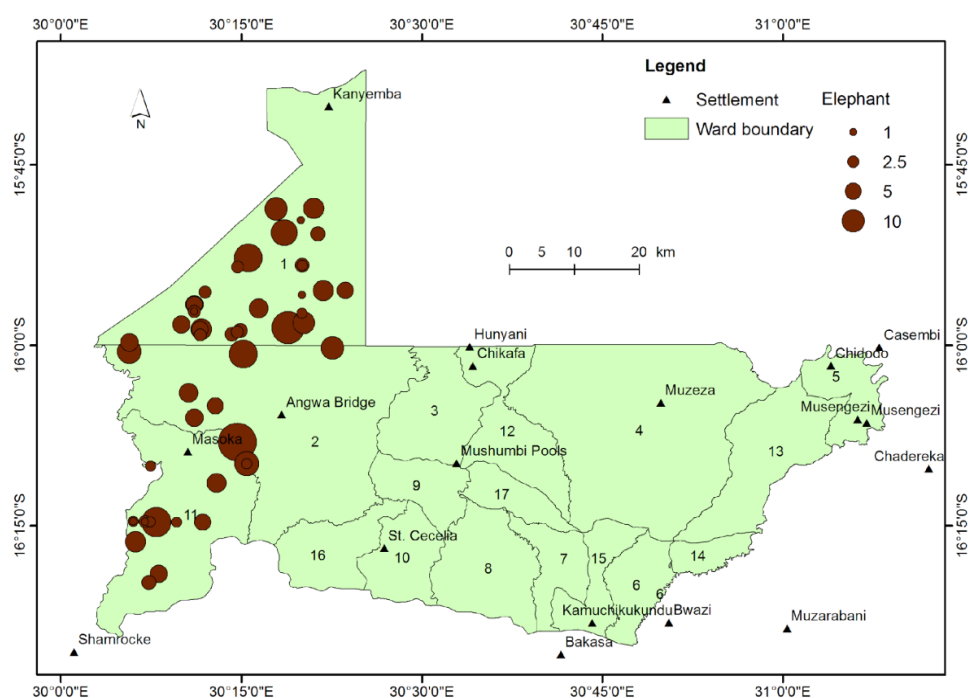 30°0'0"E 30°15'0"E 30°30'0"E 30°45'0"E 31°0'0"E
Legend
Settlement
Ward boundary
Elephant
1
2.5
5
10
Kanyemba
N
15°45'0"S 15°45'0"S
0 5 10 20 km
1
16°0'0"S 16°0'0"S
Hunyani
Casembi
Chikafa
Chidodo
5
Muzeza
Angwa Bridge
3
Musengezi
Musengezi
2
12
4
Masoka
Mushumbi Pools
13
Chadereka
9
17
16°15'0"S 16°15'0"S
11
St. Cecelia
16
10
8
7
15
14
6
6
Kamuchikukundu
Bwazi
Muzarabani
Shamrocke
Bakasa
30°0'0"E 30°15'0"E 30°30'0"E 30°45'0"E 31°0'0"E